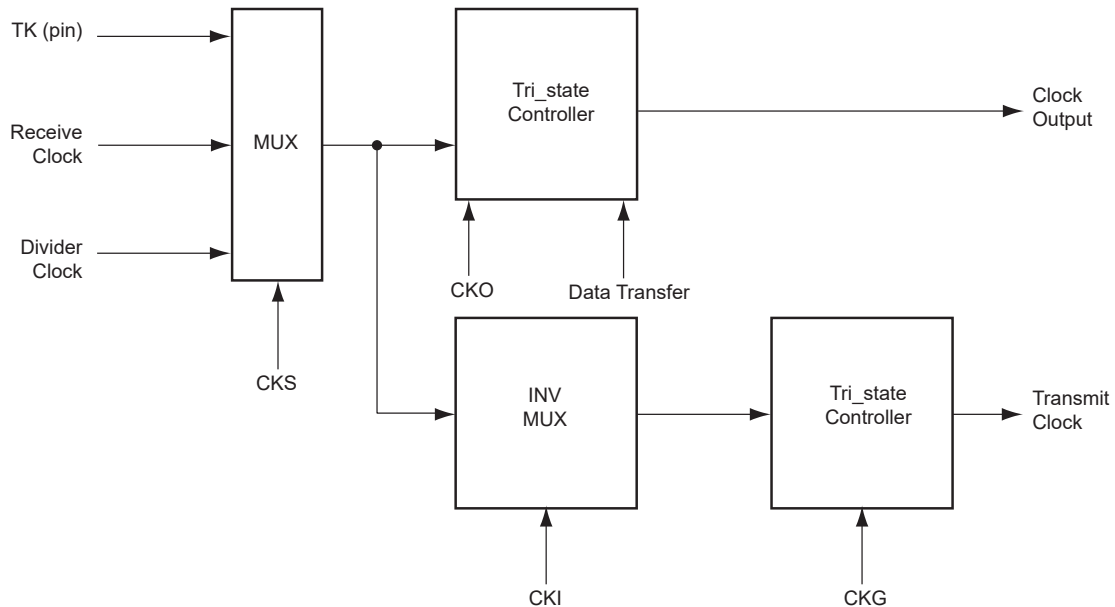 TK (pin)
Receive
Clock
Divider
Clock
MUX
CKS
Tri_state
Controller
CKO
Data Transfer
Clock
Output
INV
MUX
CKI
Tri_state
Controller
CKG
Transmit
Clock